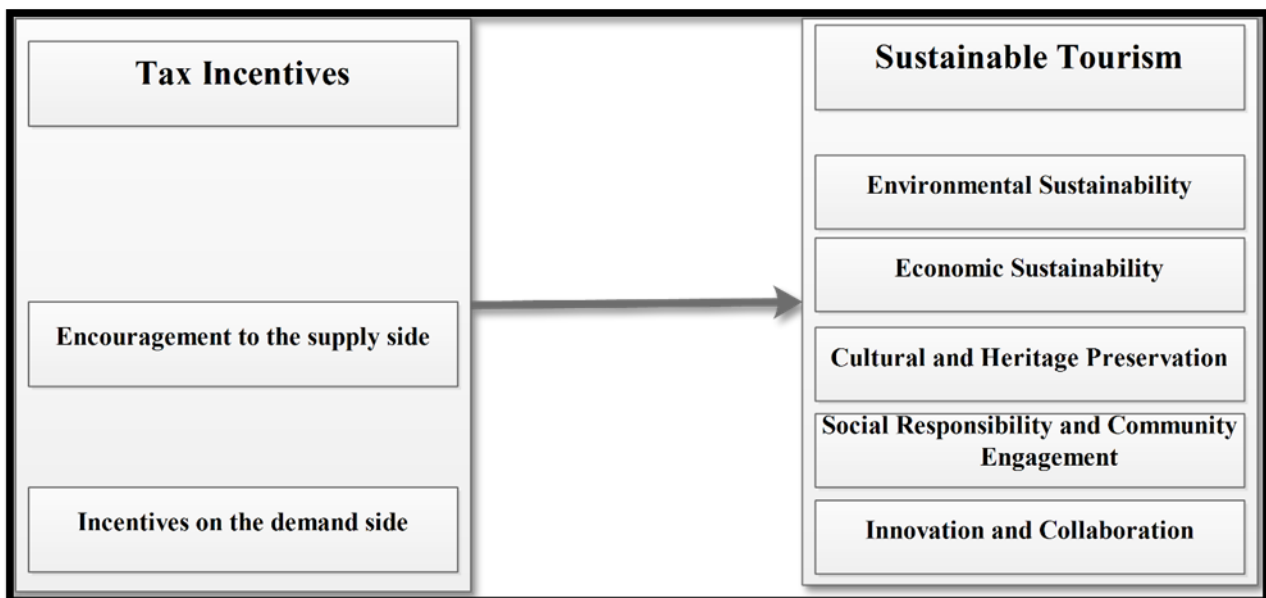 Tax Incentives
Encouragement to the supply side
Incentives on the demand side
Sustainable Tourism
Environmental Sustainability
Economic Sustainability
Cultural and Heritage Preservation
Social Responsibility and Community
Engagement
Innovation and Collaboration